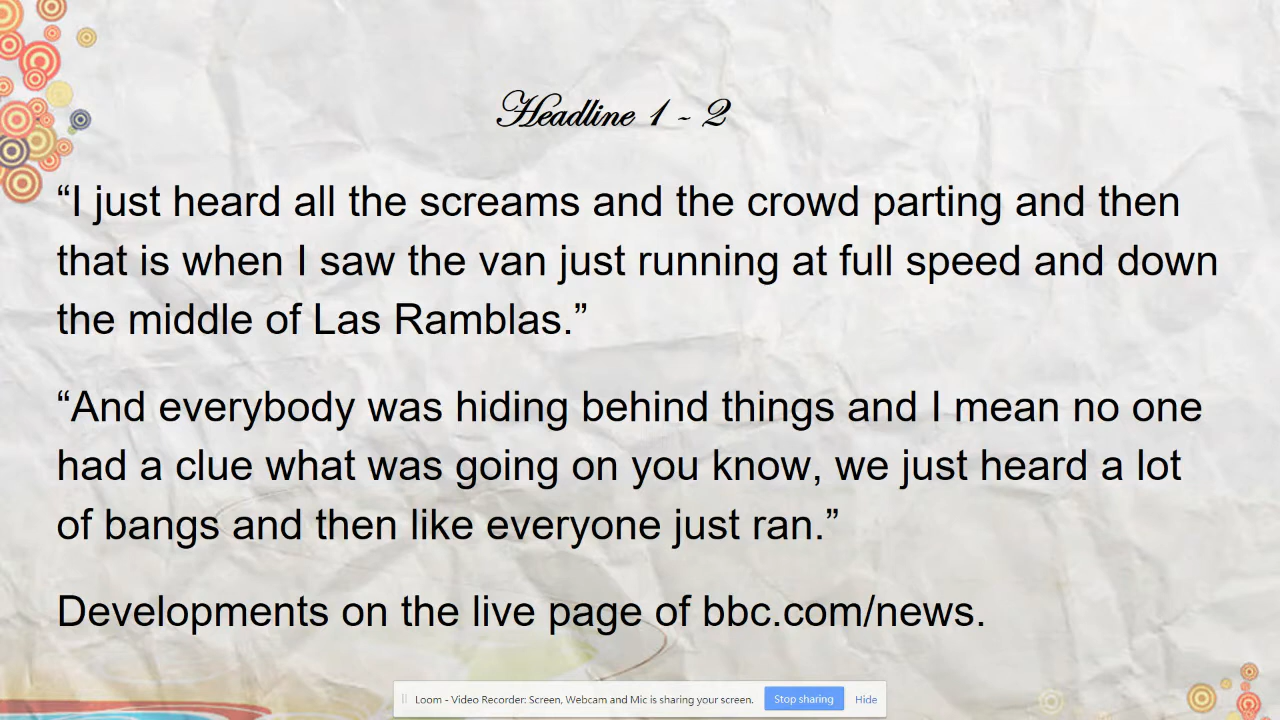 Headline 1 - 2
“I just heard all the screams and the crowd parting and then
that is when I saw the van just running at full speed and down
the middle of Las Ramblas.”
“And everybody was hiding behind things and I mean no one
had a clue what was going on you know, we just heard a lot
of bangs and then like everyone just ran.”
Developments on the live page of bbc.com/news.
Loom - Video Recorder: Screen, Webcam and Mic is sharing your screen. Stop sharing Hide